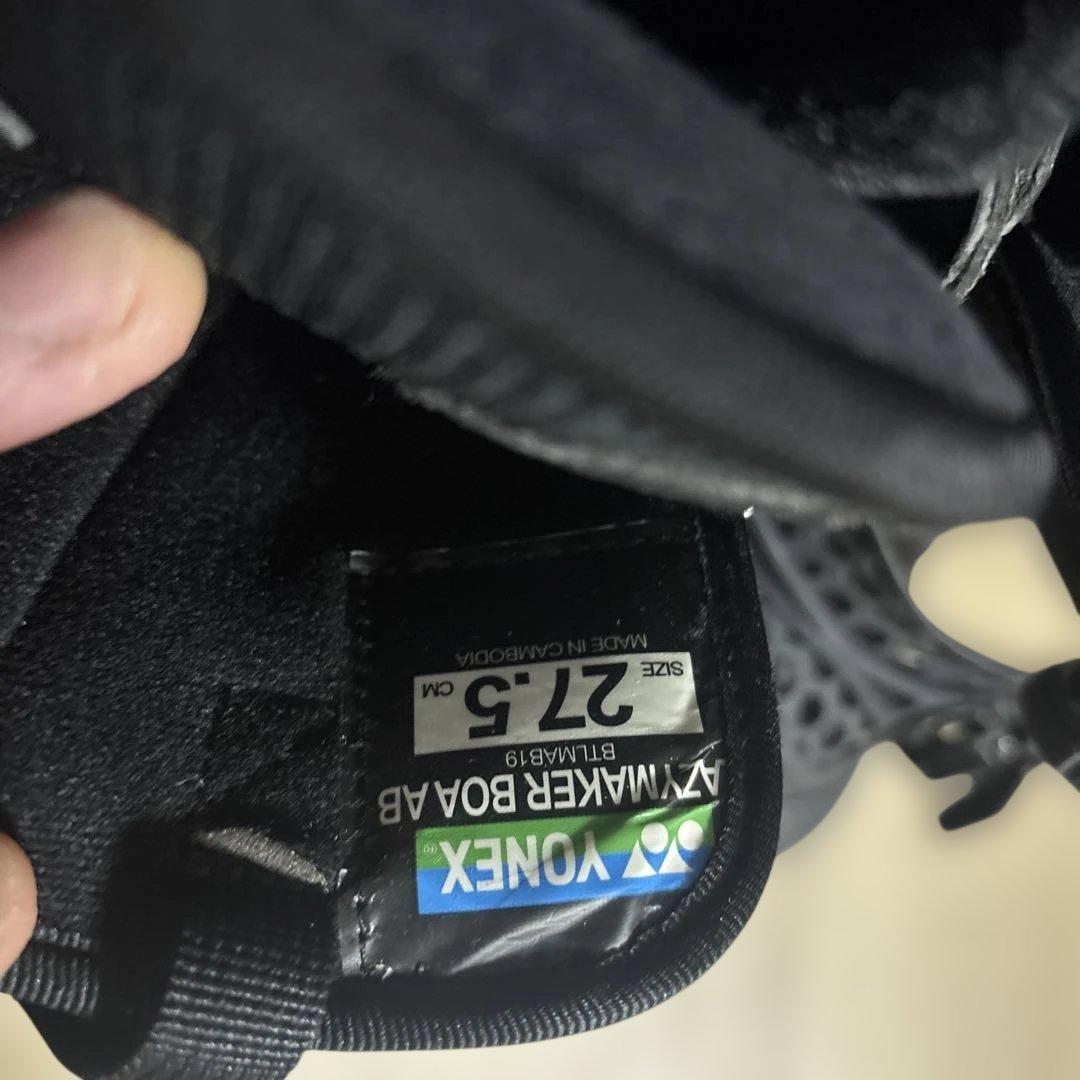 YONEX®
AZYMAKER BOA AB
BTLMAB19
SIZE 27.5 CM
MADE IN CAMBODIA